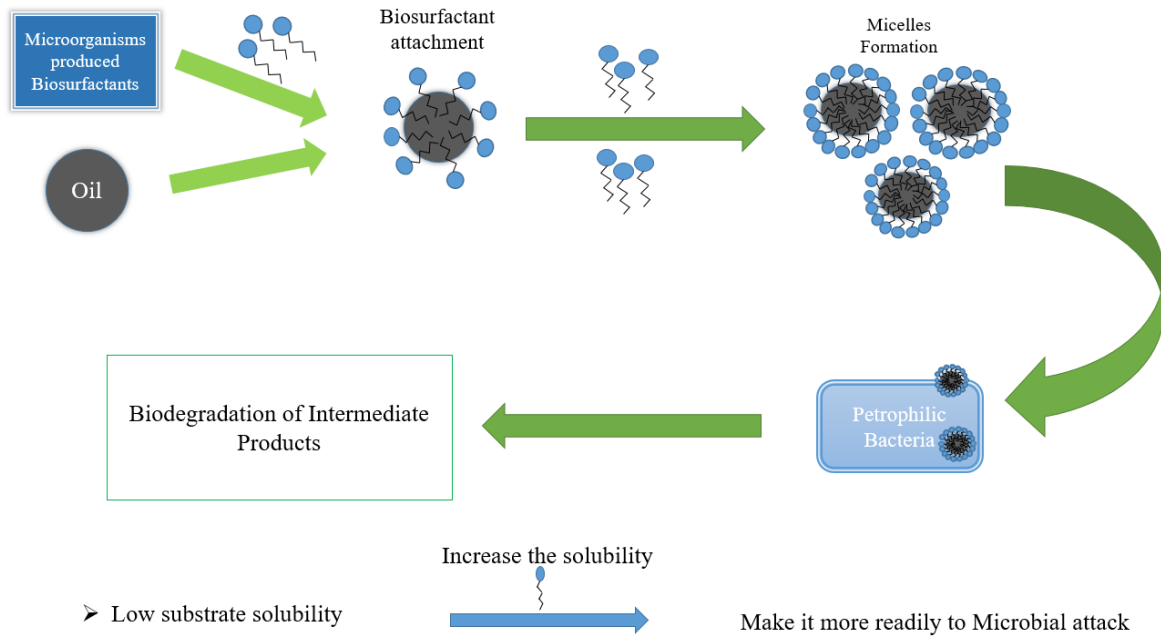 Microorganisms
produced
Biosurfactants
Oil
Biosurfactant
attachment
Micelles
Formation
Petrophilic
Bacteria
Biodegradation of Intermediate
Products
Increase the solubility
➤ Low substrate solubility
Make it more readily to Microbial attack